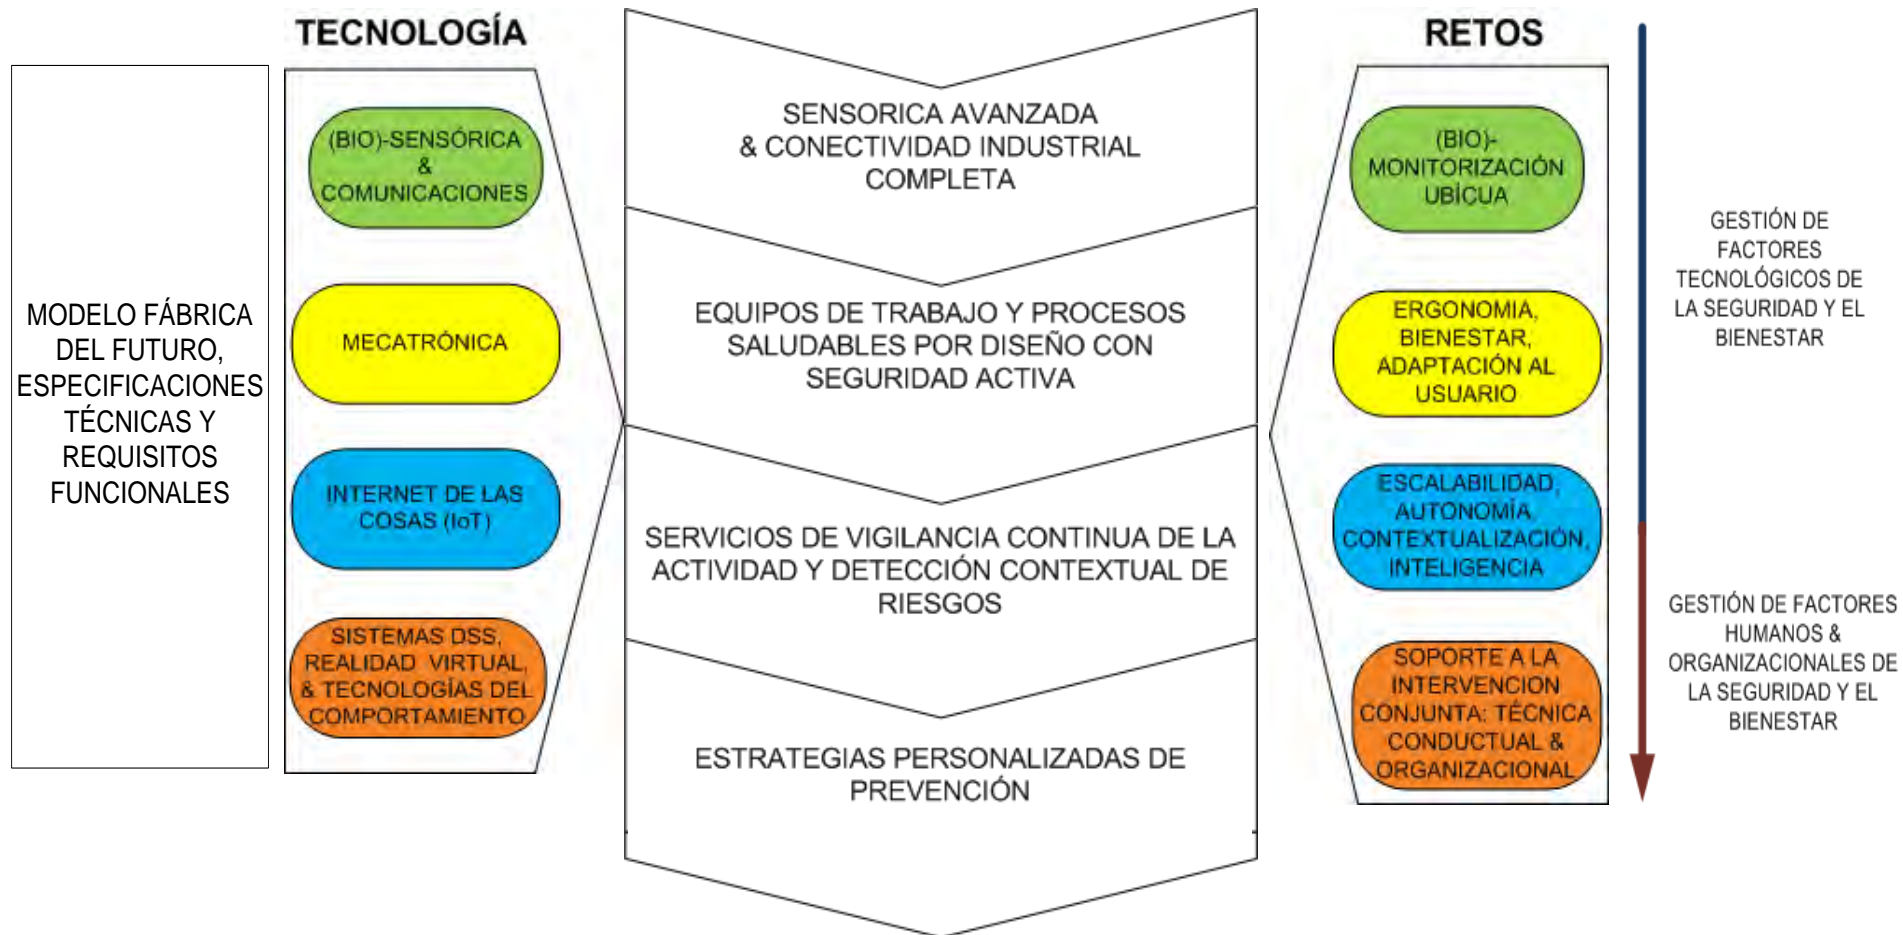 TECNOLOGÍA
RETOS
MODELO FÁBRICA
DEL FUTURO,
ESPECIFICACIONES
TÉCNICAS Y
REQUISITOS
FUNCIONALES
(BIO)-SENSÓRICA
&
COMUNICACIONES
MECATRÓNICA
INTERNET DE LAS
COSAS (IoT)
SISTEMAS DSS,
REALIDAD VIRTUAL,
& TECNOLOGÍAS DEL
COMPORTAMIENTO
SENSORICA AVANZADA
& CONECTIVIDAD INDUSTRIAL
COMPLETA
EQUIPOS DE TRABAJO Y PROCESOS
SALUDABLES POR DISEÑO CON
SEGURIDAD ACTIVA
SERVICIOS DE VIGILANCIA CONTINUA DE LA
ACTIVIDAD Y DETECCIÓN CONTEXTUAL DE
RIESGOS
ESTRATEGIAS PERSONALIZADAS DE
PREVENCIÓN
(BIO)-
MONITORIZACIÓN
UBÍCUA
ERGONOMIA,
BIENESTAR,
ADAPTACIÓN AL
USUARIO
ESCALABILIDAD,
AUTONOMÍA,
CONTEXTUALIZACIÓN,
INTELIGENCIA
SOPORTE A LA
INTERVENCION
CONJUNTA: TÉCNICA
CONDUCTUAL &
ORGANIZACIONAL
GESTIÓN DE
FACTORES
TECNOLÓGICOS DE
LA SEGURIDAD Y EL
BIENESTAR
GESTIÓN DE FACTORES
HUMANOS &
ORGANIZACIONALES DE
LA SEGURIDAD Y EL
BIENESTAR